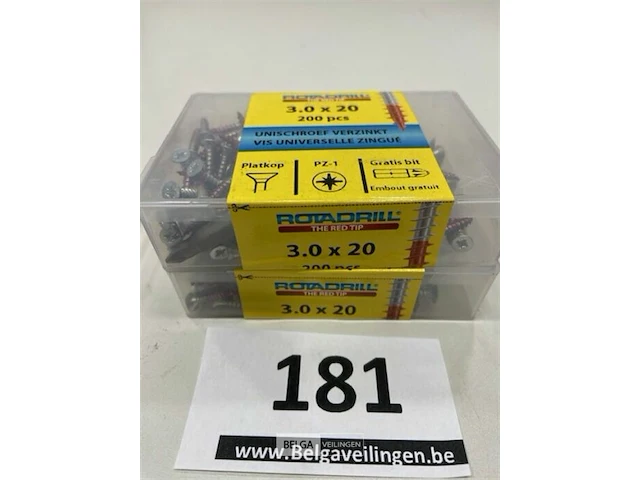 ROTADRILL
3.0 x 20
200 pcs
UNISCHROEF VERZINKT
VIS UNIVERSELLE ZINGUÉ
Platkop
PZ-1
Gratis bit
Embout gratuit
ROTADRILL
THE RED TIP
3.0 x 20
200 pcs
ROTADRILL
THE RED TIP
3.0 x 20
181
BELGA VEILINGEN
www.Belgaveilingen.be